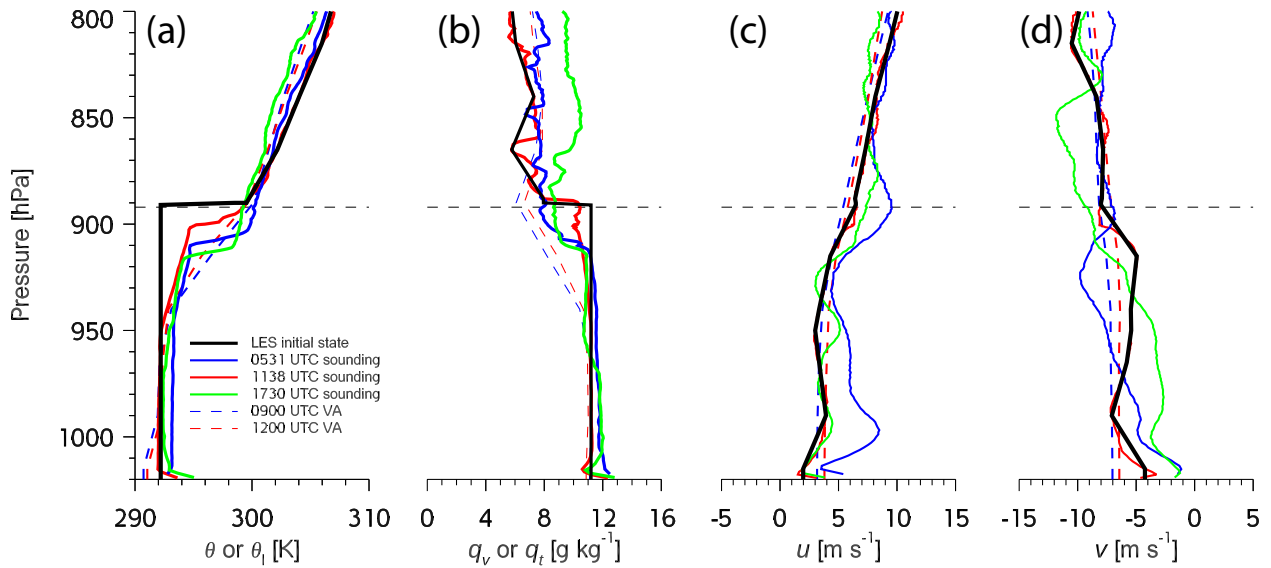 (a) (b) (c) (d)
800
850
900
950
1000
Pressure [hPa]
LES initial state
0531 UTC sounding
1138 UTC sounding
1730 UTC sounding
0900 UTC VA
1200 UTC VA
290 300 310
0 4 8 12 16
-5 0 5 10 15
-15 -10 -5 0 5
θ or θl [K]
qv or qt [g kg-1]
u [m s-1]
v [m s-1]